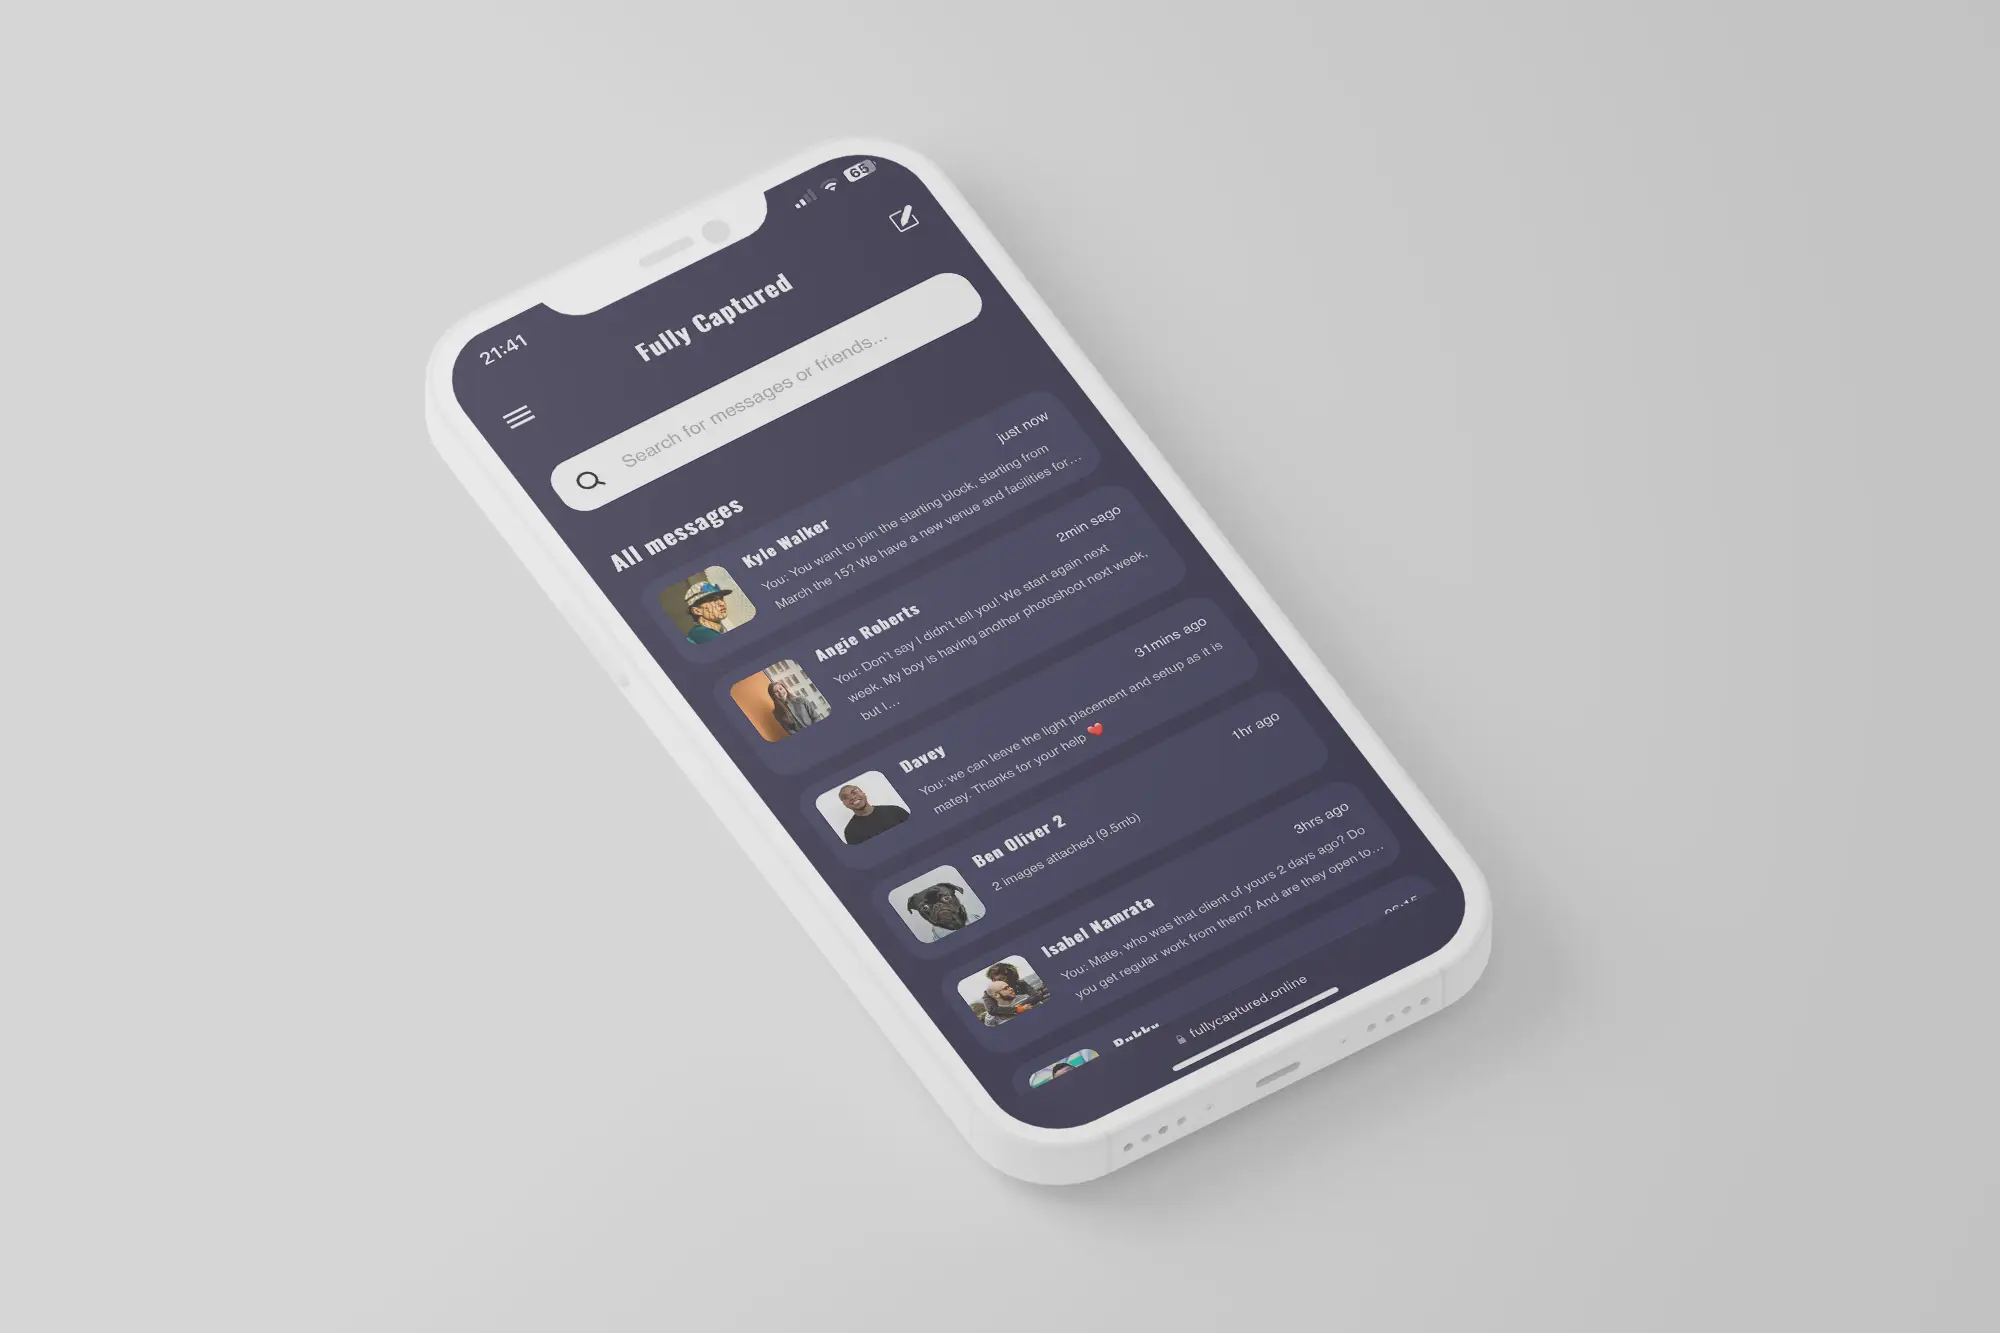 21:41
65
Fully Captured
Search for messages or friends...
All messages
Kyle Walker
just now
You: You want to join the starting block, starting from
March the 15? We have a new venue and facilities for...
Angie Roberts
2min sago
You: Don't say I didn't tell you! We start again next
week. My boy is having another photoshoot next week,
but I...
Davey
31mins ago
You: we can leave the light placement and setup as it is
matey. Thanks for your help ❤️
Ben Oliver 2
1hr ago
2 images attached (9.5mb)
Isabel Namrata
3hrs ago
You: Mate, who was that client of yours 2 days ago? Do
you get regular work from them? And are they open to...
fullycaptured.online